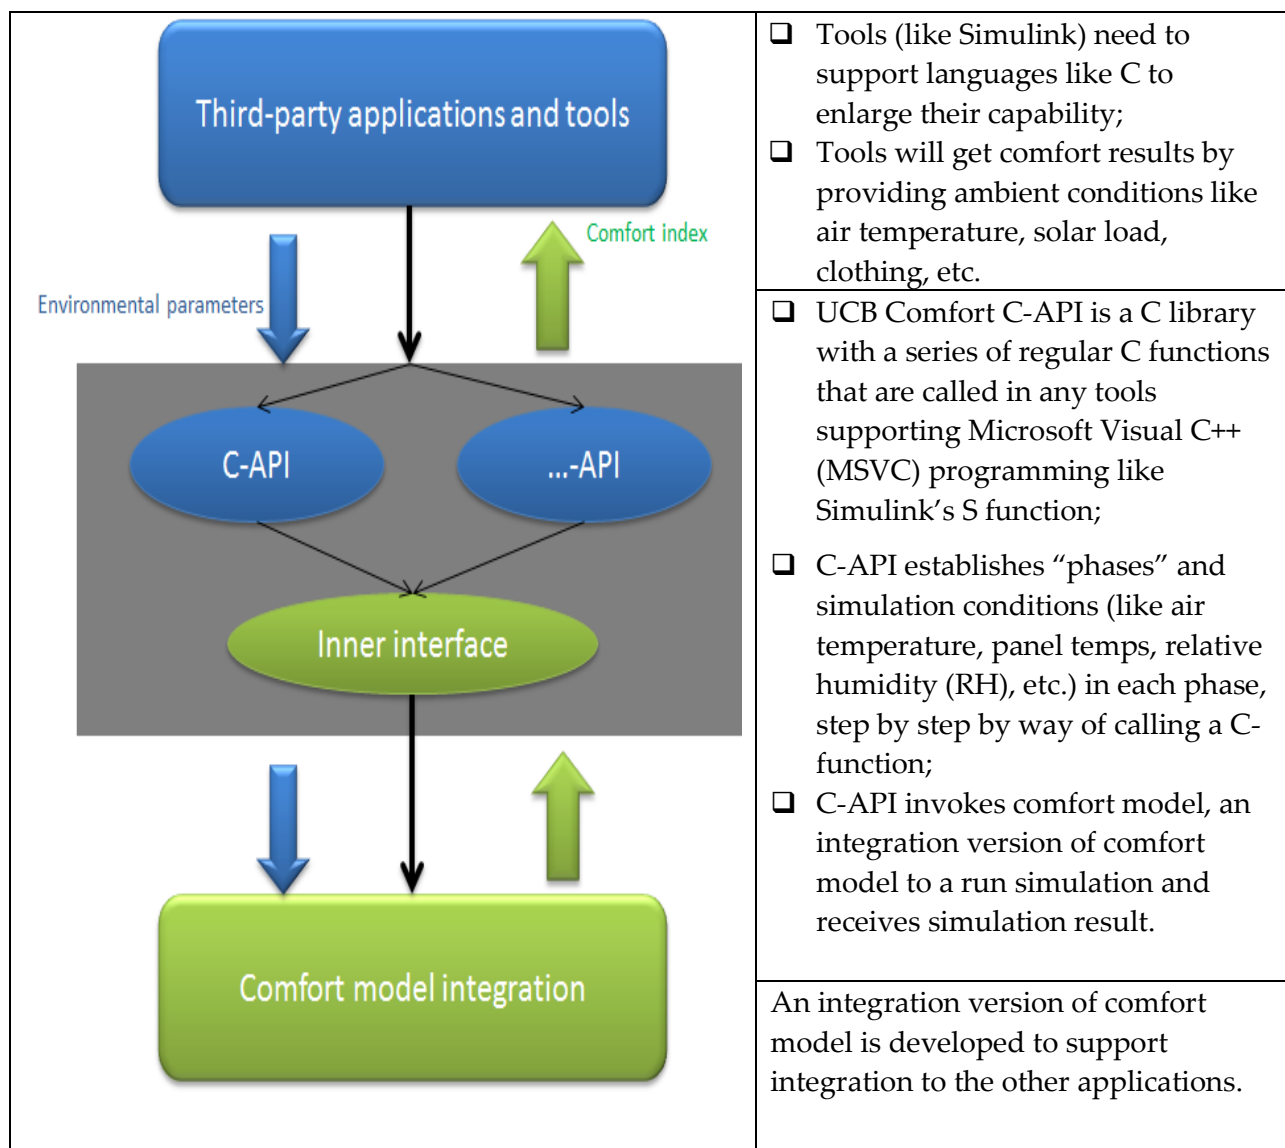 Third-party applications and tools
Comfort index
Environmental parameters
C-API
...-API
Inner interface
Comfort model integration
❑ Tools (like Simulink) need to
support languages like C to
enlarge their capability;
❑ Tools will get comfort results by
providing ambient conditions like
air temperature, solar load,
clothing, etc.
❑ UCB Comfort C-API is a C library
with a series of regular C functions
that are called in any tools
supporting Microsoft Visual C++
(MSVC) programming like
Simulink’s S function;
❑ C-API establishes “phases” and
simulation conditions (like air
temperature, panel temps, relative
humidity (RH), etc.) in each phase,
step by step by way of calling a C-
function;
❑ C-API invokes comfort model, an
integration version of comfort
model to a run simulation and
receives simulation result.
An integration version of comfort
model is developed to support
integration to the other applications.